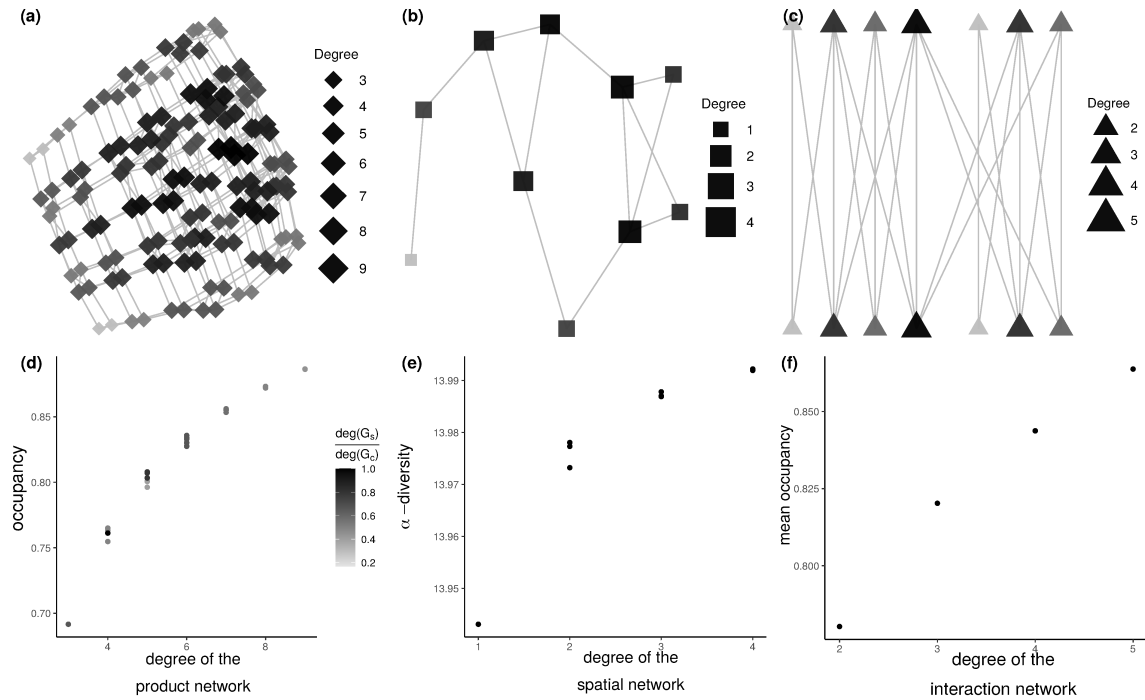 (a)
Degree
3
4
5
6
7
8
9
(b)
Degree
1
2
3
4
(c)
Degree
2
3
4
5
(d)
occupancy
0.85
0.80
0.75
0.70
4 6 8
degree of the
product network
deg(Gs)
deg(Gc)
1.0
0.8
0.6
0.4
0.2
(e)
α −diversity
13.99
13.98
13.97
13.96
13.95
1 2 3 4
degree of the
spatial network
(f)
mean occupancy
0.850
0.825
0.800
2 3 4 5
degree of the
interaction network